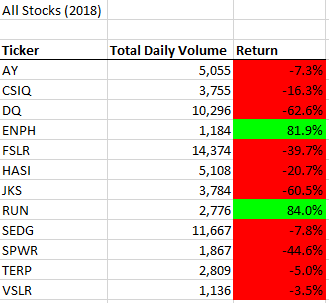 All Stocks (2018)
Ticker Total Daily Volume Return
AY 5,055 -7.3%
CSIQ 3,755 -16.3%
DQ 10,296 -62.6%
ENPH 1,184 81.9%
FSLR 14,374 -39.7%
HASI 5,108 -20.7%
JKS 3,784 -60.5%
RUN 2,776 84.0%
SEDG 11,667 -7.8%
SPWR 1,867 -44.6%
TERP 2,809 -5.0%
VSLR 1,136 -3.5%